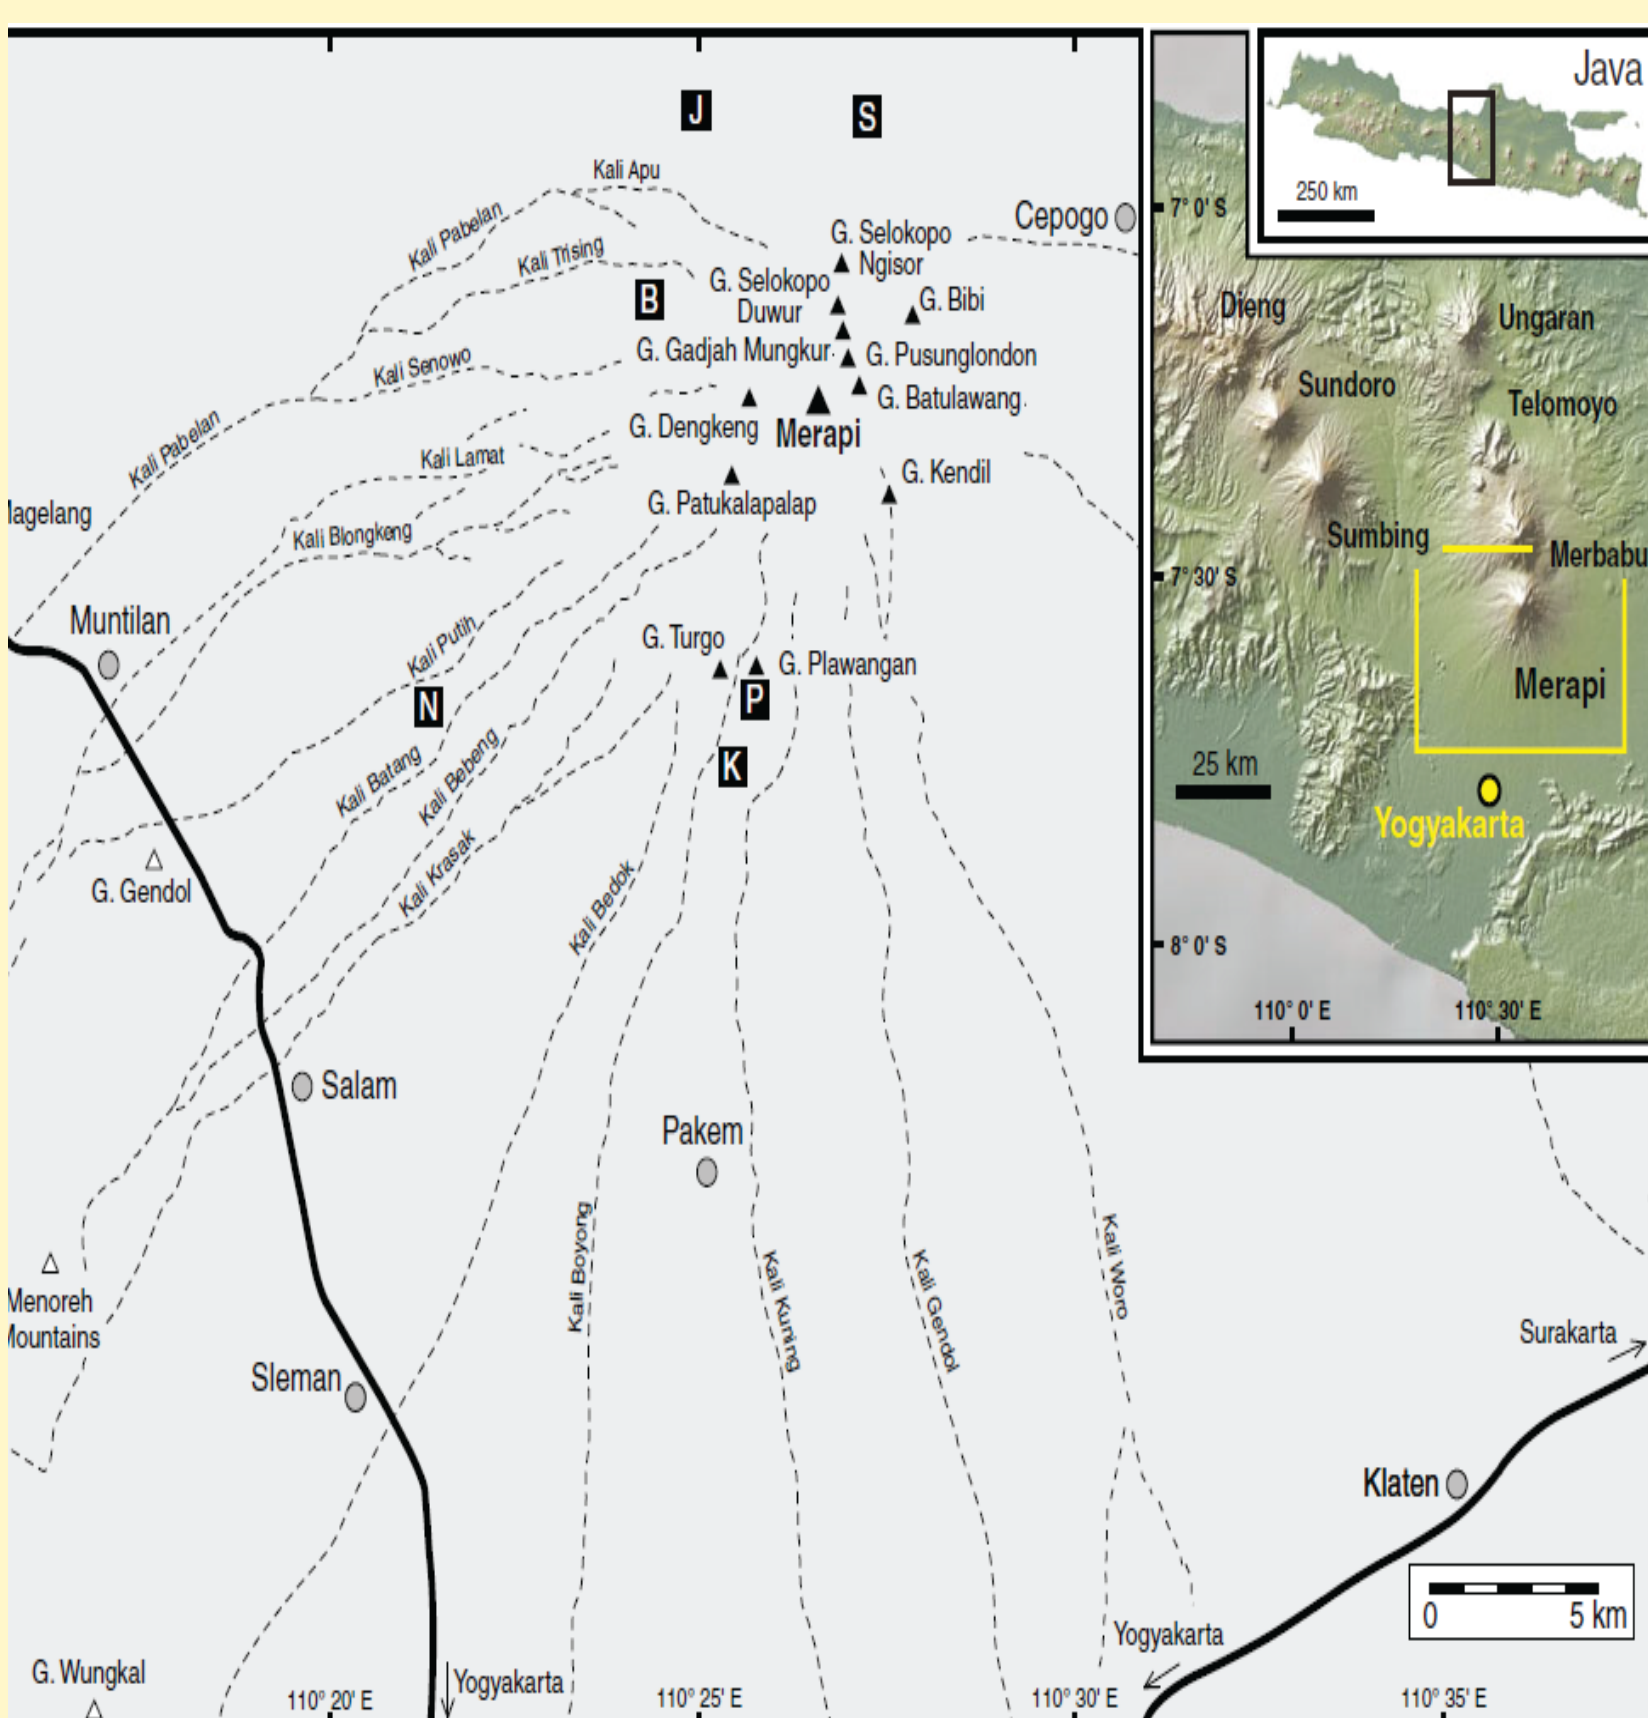 J
S
Java
250 km
Kali Apu
Kali Pabelan
Kali Trising
Cepogo
7° 0' S
G. Selokopo
Ngisor
G. Selokopo
Duwur
B
G. Bibi
Dieng
Ungaran
G. Gadjah Mungkur
G. Pusunglondon
Kali Senowo
Sundoro
Telomoyo
G. Batulawang
G. Dengkeng
Merapi
Kali Pabelan
Kali Lamat
G. Kendil
G. Patukalapalap
agelang
Kali Blongkeng
Sumbing
Merbabu
7° 30' S
Muntilan
Kali Putih
G. Turgo
G. Plawangan
Merapi
N
P
K
25 km
Kali Batang
Kali Bebeng
Yogyakarta
G. Gendol
Kali Krasak
Kali Bedok
8° 0' S
110° 0' E
110° 30' E
Salam
Pakem
Kali Boyong
Kali Kuning
Kali Gendol
Kali Woro
Menoreh
Mountains
Surakarta
Sleman
Klaten
0
5 km
Yogyakarta
G. Wungkal
Yogyakarta
110° 20' E
110° 25' E
110° 30' E
110° 35' E